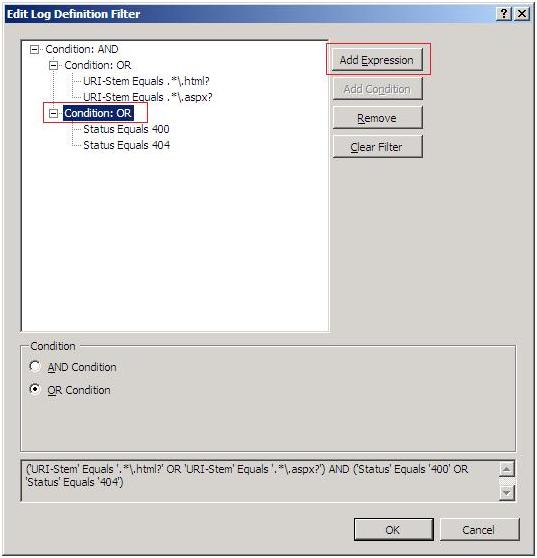 Edit Log Definition Filter
Condition: AND
Condition: OR
URI-Stem Equals .*\.html?
URI-Stem Equals .*\.aspx?
Condition: OR
Status Equals 400
Status Equals 404
Add Expression
Add Condition
Remove
Clear Filter
Condition
AND Condition
OR Condition
('URI-Stem' Equals '.*\.html?' OR 'URI-Stem' Equals '.*\.aspx?') AND ('Status' Equals '400' OR
'Status' Equals '404')
OK
Cancel